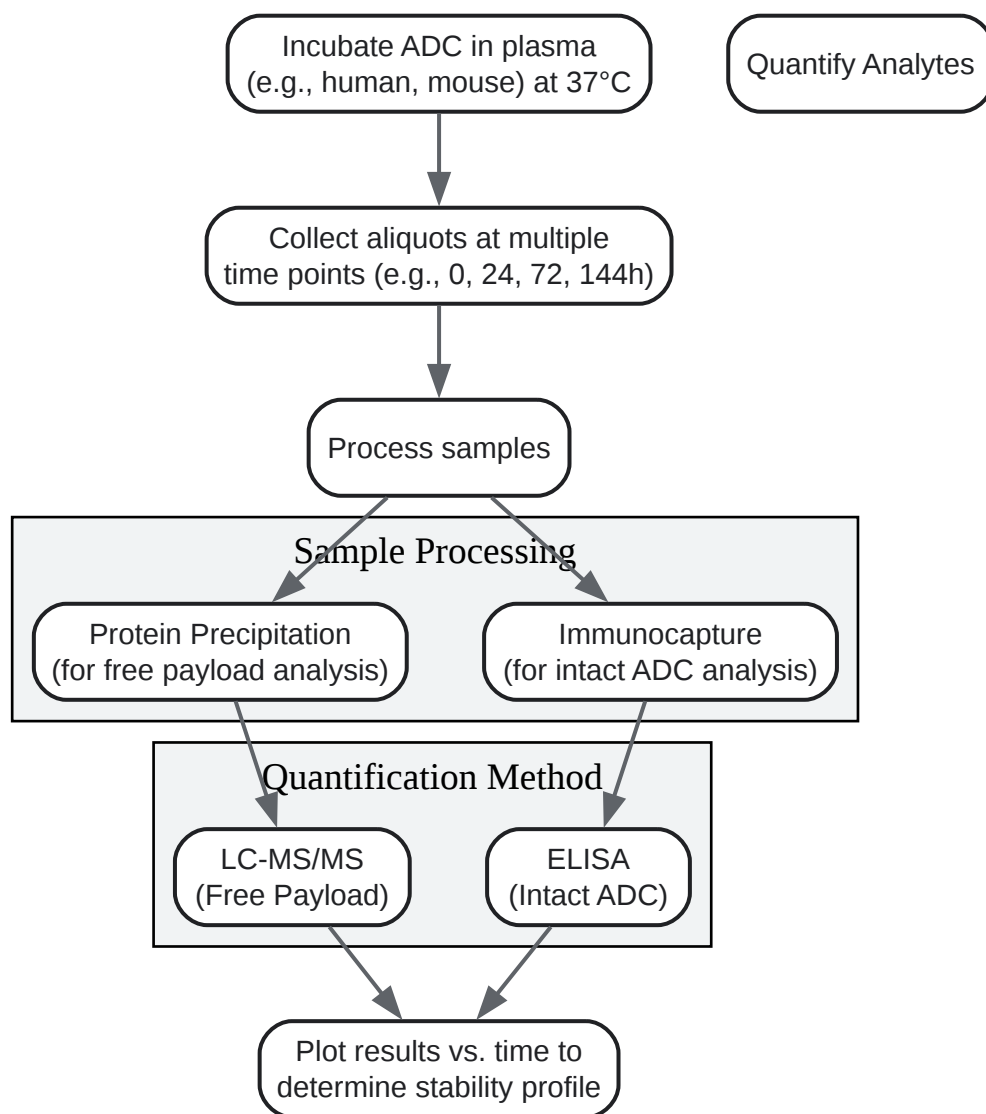 Incubate ADC in plasma
(e.g., human, mouse) at 37°C
Quantify Analytes
Collect aliquots at multiple
time points (e.g., 0, 24, 72, 144h)
Process samples
Sample Processing
Protein Precipitation
(for free payload analysis)
Immunocapture
(for intact ADC analysis)
Quantification Method
LC-MS/MS
(Free Payload)
ELISA
(Intact ADC)
Plot results vs. time to
determine stability profile